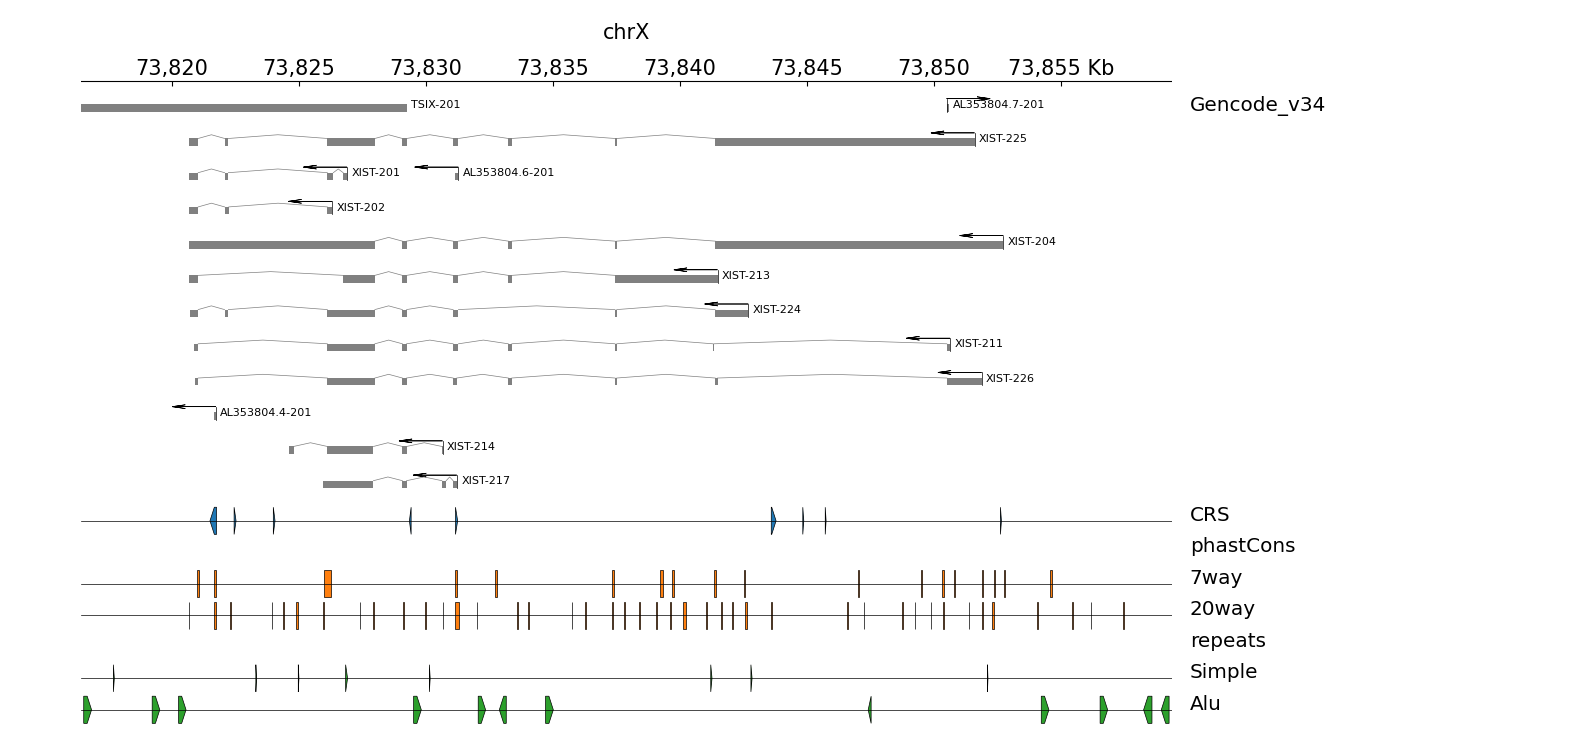 chrX
73,820 73,825 73,830 73,835 73,840 73,845 73,850 73,855 Kb
TSIX-201 AL353804.7-201 Gencode_v34
XIST-225
XIST-201 AL353804.6-201
XIST-202
XIST-204
XIST-213
XIST-224
XIST-211
XIST-226
AL353804.4-201
XIST-214
XIST-217
CRS
phastCons
7way
20way
repeats
Simple
Alu